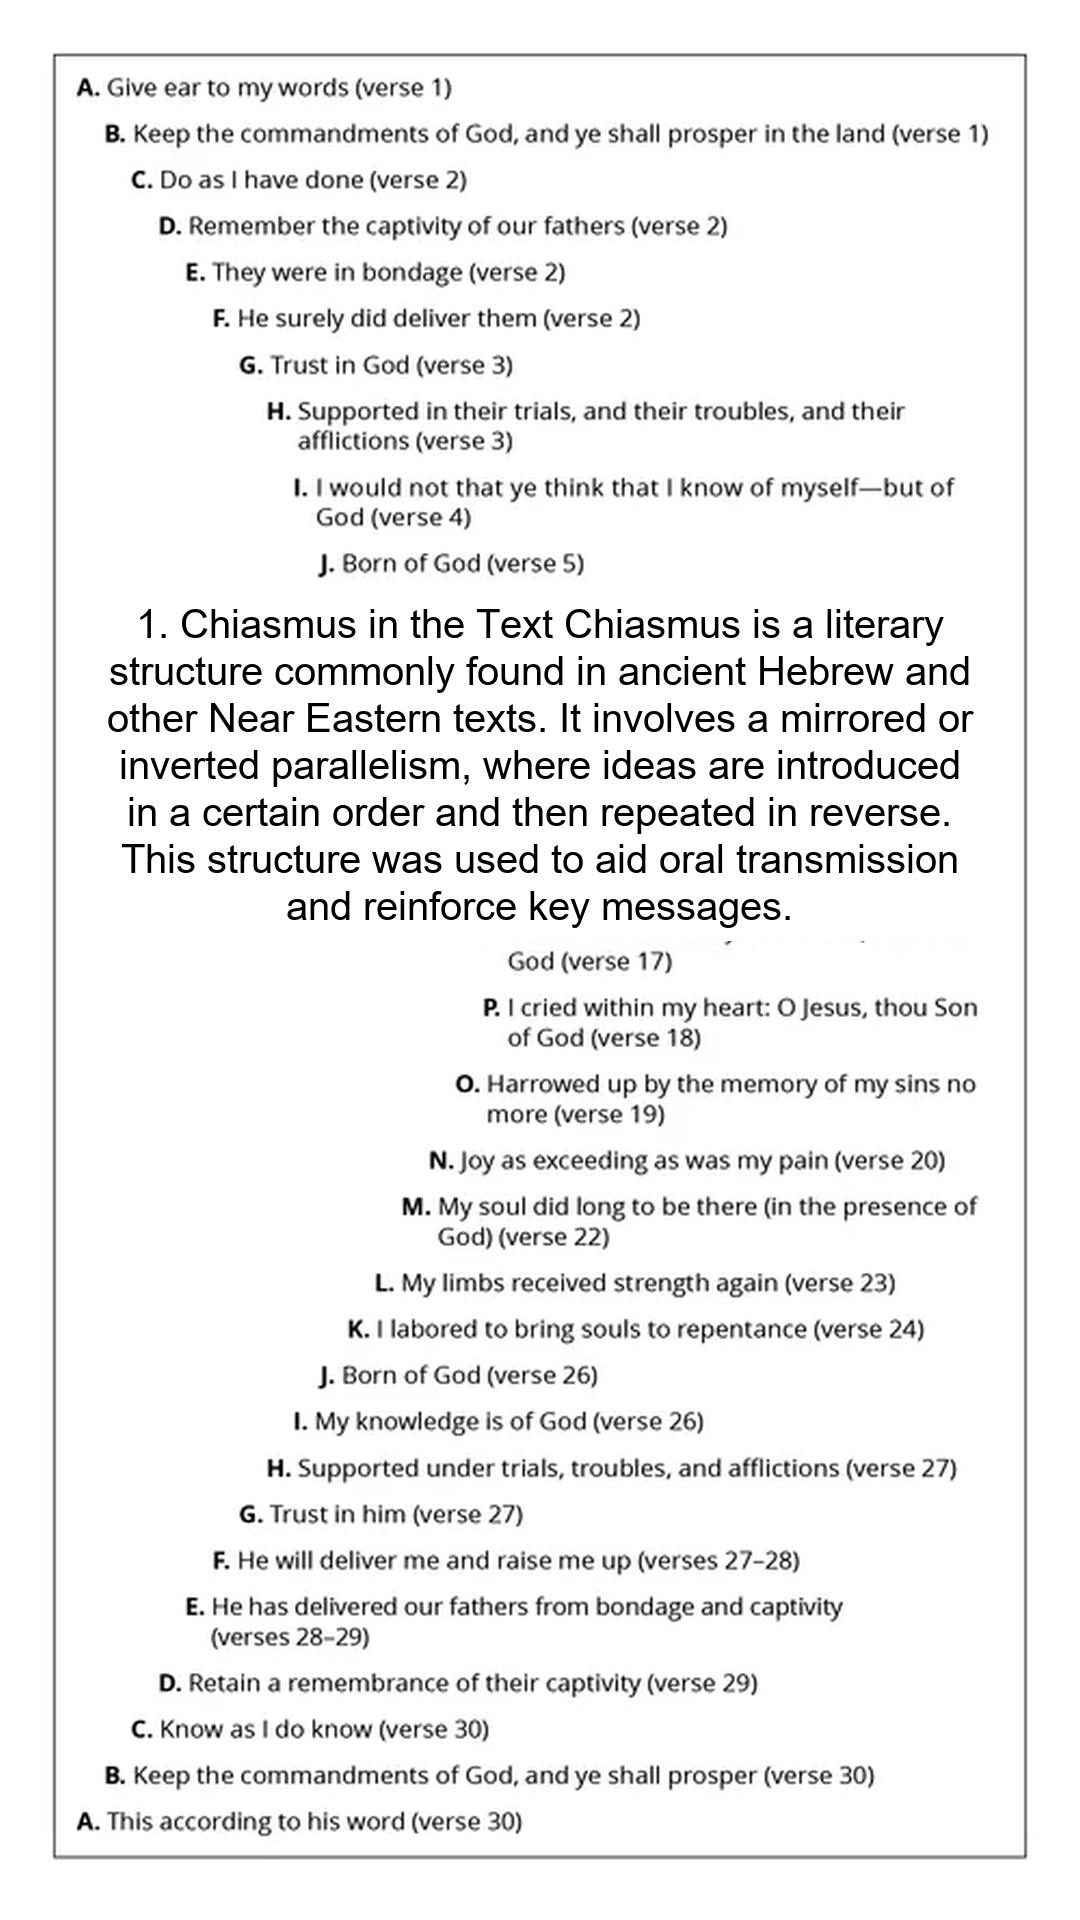 A. Give ear to my words (verse 1)
B. Keep the commandments of God, and ye shall prosper in the land (verse 1)
C. Do as I have done (verse 2)
D. Remember the captivity of our fathers (verse 2)
E. They were in bondage (verse 2)
F. He surely did deliver them (verse 2)
G. Trust in God (verse 3)
H. Supported in their trials, and their troubles, and their
afflictions (verse 3)
I. I would not that ye think that I know of myself—but of
God (verse 4)
J. Born of God (verse 5)
1. Chiasmus in the Text Chiasmus is a literary
structure commonly found in ancient Hebrew and
other Near Eastern texts. It involves a mirrored or
inverted parallelism, where ideas are introduced
in a certain order and then repeated in reverse.
This structure was used to aid oral transmission
and reinforce key messages.
God (verse 17)
P. I cried within my heart: O Jesus, thou Son
of God (verse 18)
O. Harrowed up by the memory of my sins no
more (verse 19)
N. Joy as exceeding as was my pain (verse 20)
M. My soul did long to be there (in the presence of
God) (verse 22)
L. My limbs received strength again (verse 23)
K. I labored to bring souls to repentance (verse 24)
J. Born of God (verse 26)
I. My knowledge is of God (verse 26)
H. Supported under trials, troubles, and afflictions (verse 27)
G. Trust in him (verse 27)
F. He will deliver me and raise me up (verses 27–28)
E. He has delivered our fathers from bondage and captivity
(verses 28–29)
D. Retain a remembrance of their captivity (verse 29)
C. Know as I do know (verse 30)
B. Keep the commandments of God, and ye shall prosper (verse 30)
A. This according to his word (verse 30)